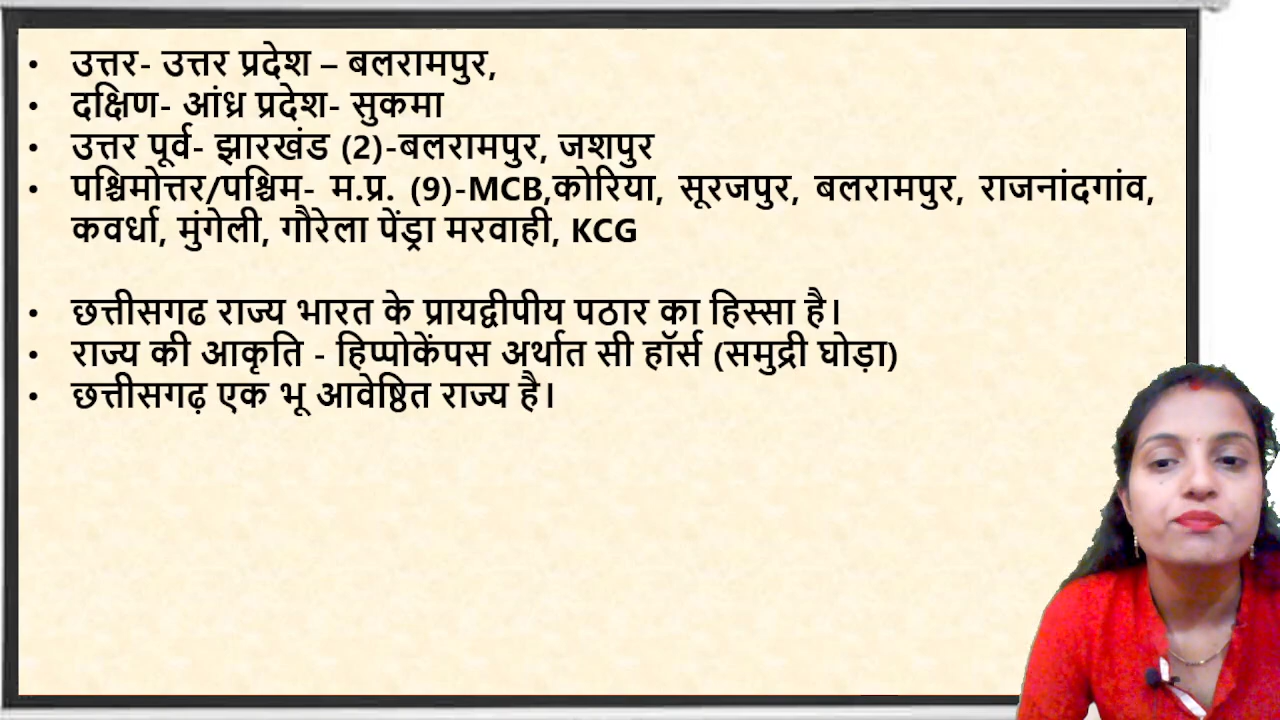 • उत्तर- उत्तर प्रदेश – बलरामपुर,
• दक्षिण- आंध्र प्रदेश- सुकमा
• उत्तर पूर्व- झारखंड (2)-बलरामपुर, जशपुर
• पश्चिमोत्तर/पश्चिम- म.प्र. (9)-MCB,कोरिया, सूरजपुर, बलरामपुर, राजनांदगांव,
कवर्धा, मुंगेली, गौरेला पेंड्रा मरवाही, KCG
• छत्तीसगढ राज्य भारत के प्रायद्वीपीय पठार का हिस्सा है।
• राज्य की आकृति - हिप्पोकेंपस अर्थात सी हॉर्स (समुद्री घोड़ा)
• छत्तीसगढ़ एक भू आवेष्ठित राज्य है।